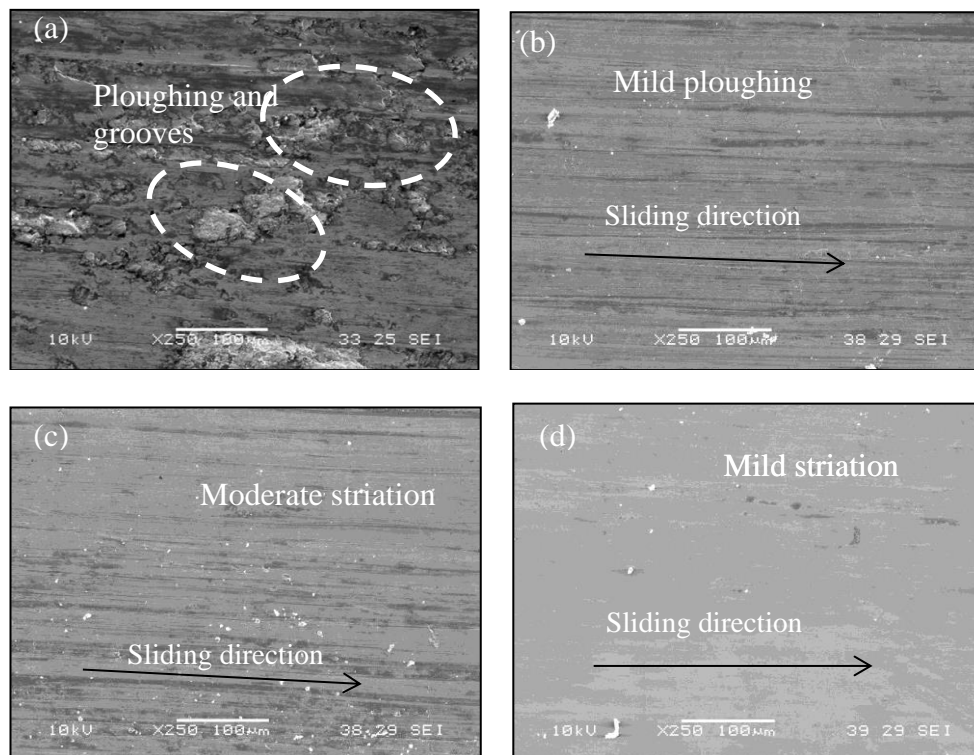 (a)
Ploughing and
grooves
10kV X250 100μm 33 25 SEI
(b)
Mild ploughing
Sliding direction
10kV X250 100μm 38 29 SEI
(c)
Moderate striation
Sliding direction
10kV X250 100μm 38 29 SEI
(d)
Mild striation
Sliding direction
10kV X250 100μm 39 29 SEI